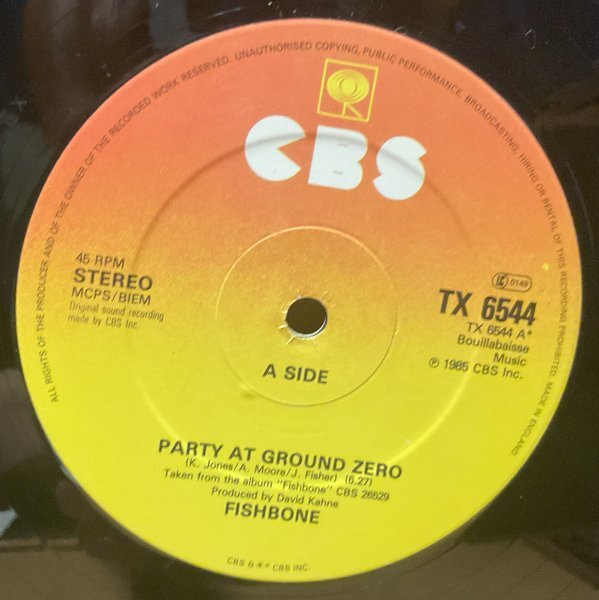 ALL RIGHTS OF THE PRODUCER AND OF THE OWNER OF THE RECORDED WORK RESERVED. UNAUTHORISED COPYING, PUBLIC PERFORMANCE, BROADCASTING, HIRING OR RENTAL OF THIS RECORDING PROHIBITED. MADE IN ENGLAND
CBS
45 RPM
STEREO
MCPS/BIEM
Original sound recording
made by CBS Inc.
LC 0149
TX 6544
TX 6544 A*
Bouillabaisse
Music
℗ 1985 CBS Inc.
A SIDE
PARTY AT GROUND ZERO
(K. Jones/A. Moore/J. Fisher) (6.27)
Taken from the album "Fishbone" CBS 26529
Produced by David Kahne
FISHBONE
CBS INC.